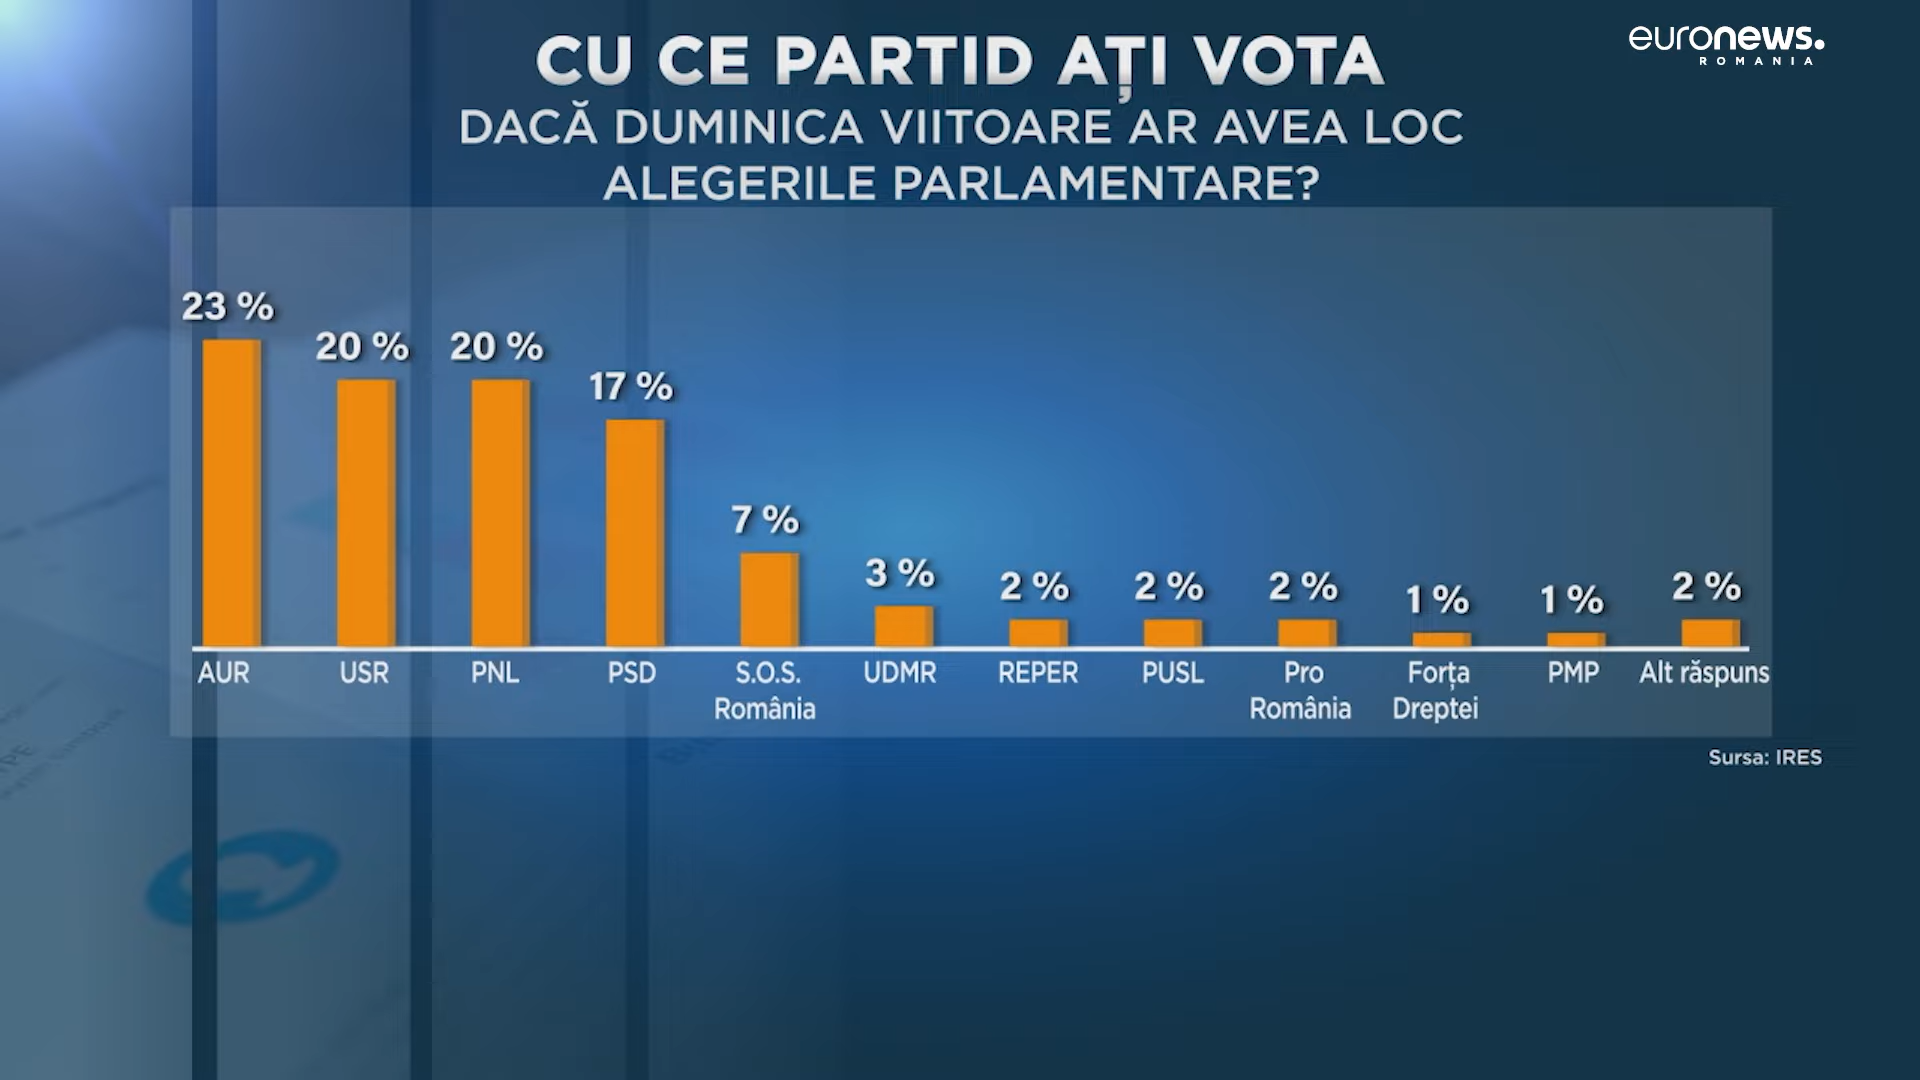 CU CE PARTID AȚI VOTA
euronews.
ROMANIA
DACĂ DUMINICA VIITOARE AR AVEA LOC
ALEGERILE PARLAMENTARE?
23 %
20 %
20 %
17 %
7 %
3 %
2 %
2 %
2 %
1 %
1 %
2 %
AUR
USR
PNL
PSD
S.O.S.
România
UDMR
REPER
PUSL
Pro
România
Forța
Dreptei
PMP
Alt răspuns
Sursa: IRES